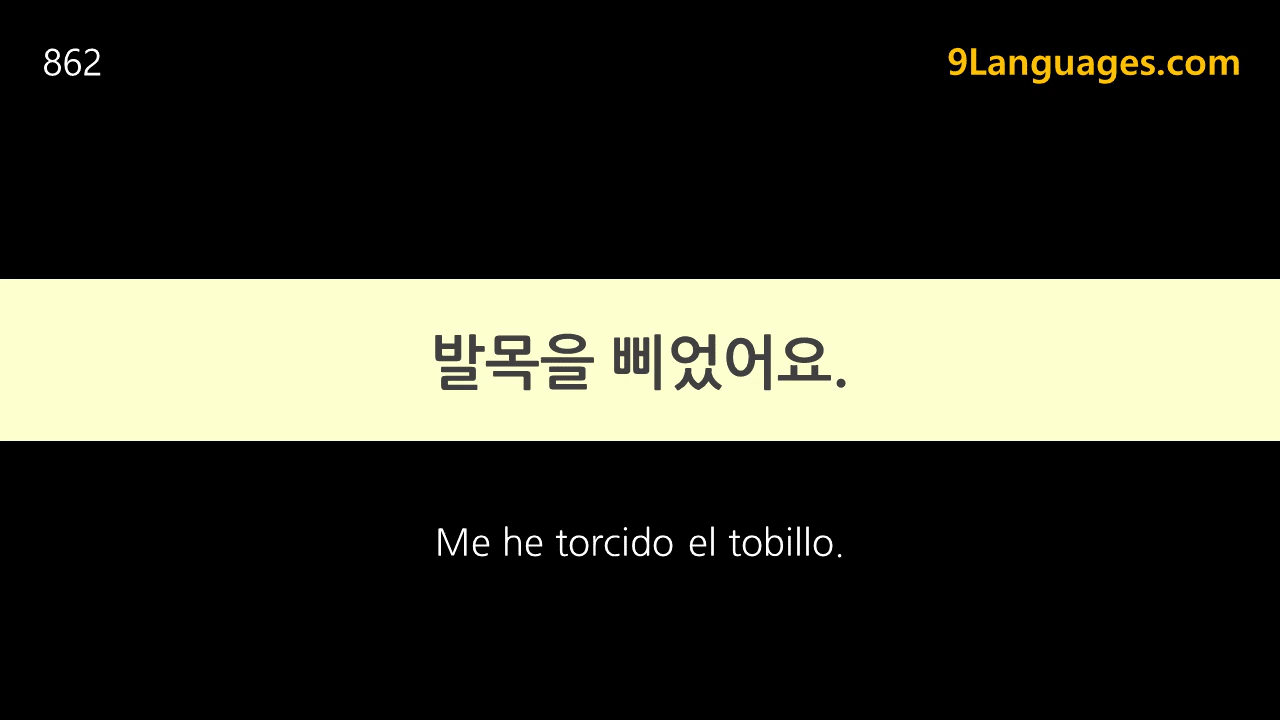 862
9Languages.com
발목을 삐었어요.
Me he torcido el tobillo.